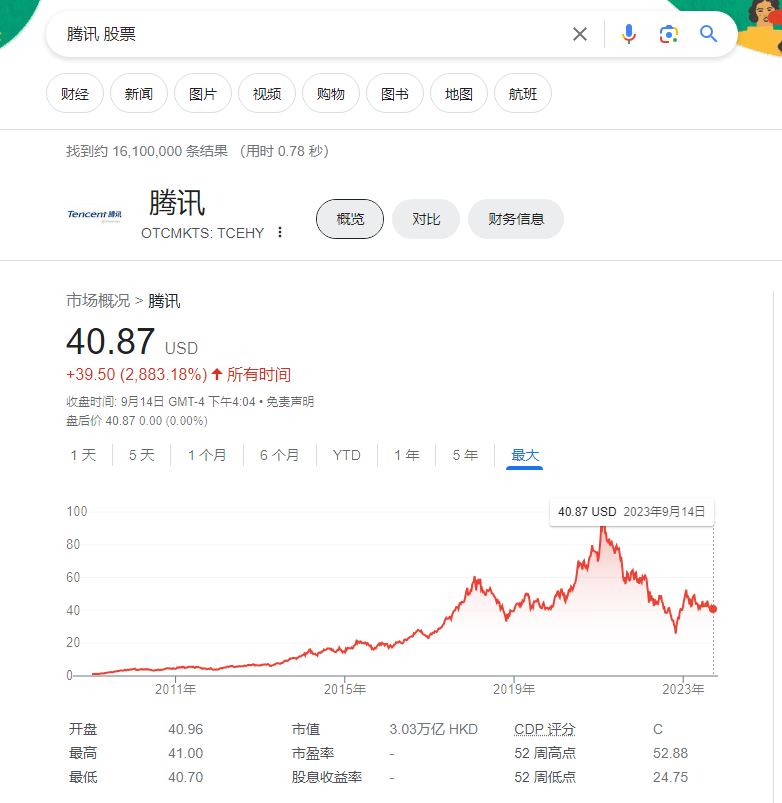 腾讯 股票
财经 新闻 图片 视频 购物 图书 地图 航班
找到约 16,100,000 条结果 （用时 0.78 秒）
Tencent 腾讯
腾讯
OTCMKTS: TCEHY
概览 对比 财务信息
市场概况 > 腾讯
40.87 USD
+39.50 (2,883.18%) 所有时间
收盘时间: 9月14日 GMT-4 下午4:04 • 免责声明
盘后价 40.87 0.00 (0.00%)
1 天 5 天 1 个月 6 个月 YTD 1 年 5 年 最大
40.87 USD 2023年9月14日
100
80
60
40
20
0
2011年 2015年 2019年 2023年
开盘 40.96 市值 3.03万亿 HKD CDP 评分 C
最高 41.00 市盈率 - 52 周高点 52.88
最低 40.70 股息收益率 - 52 周低点 24.75